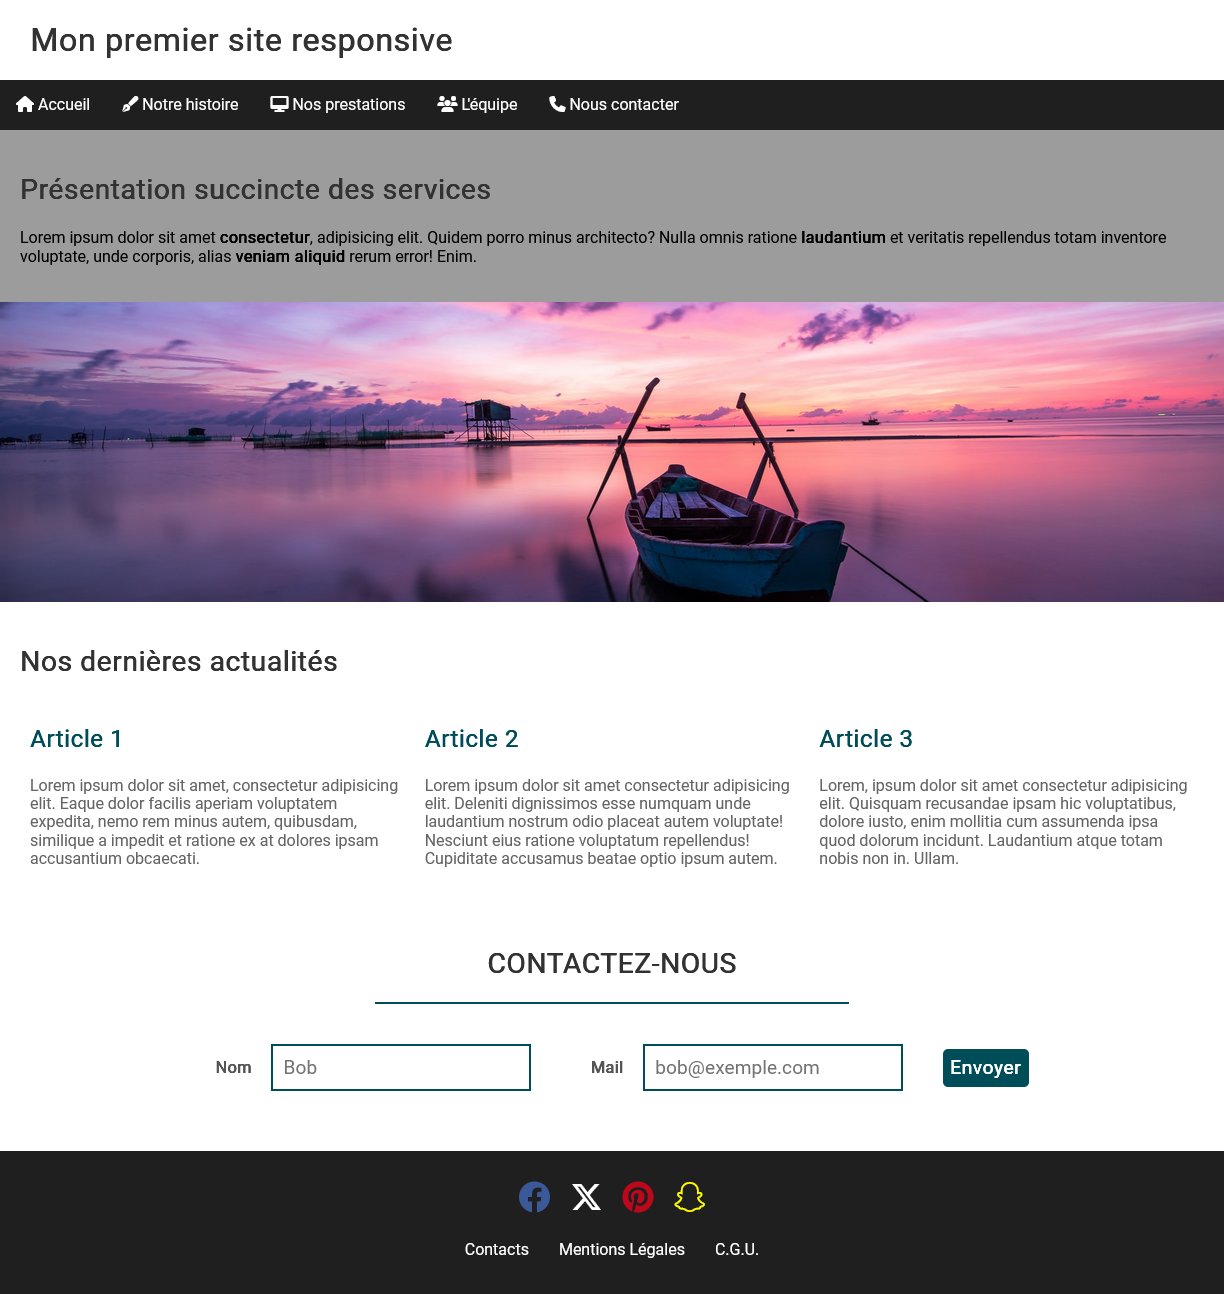 Mon premier site responsive
Accueil Notre histoire Nos prestations L'équipe Nous contacter
Présentation succincte des services
Lorem ipsum dolor sit amet consectetur, adipisicing elit. Quidem porro minus architecto? Nulla omnis ratione laudantium et veritatis repellendus totam inventore
voluptate, unde corporis, alias veniam aliquid rerum error! Enim.
Nos dernières actualités
Article 1
Lorem ipsum dolor sit amet, consectetur adipisicing
elit. Eaque dolor facilis aperiam voluptatem
expedita, nemo rem minus autem, quibusdam,
similique a impedit et ratione ex at dolores ipsam
accusantium obcaecati.
Article 2
Lorem ipsum dolor sit amet consectetur adipisicing
elit. Deleniti dignissimos esse numquam unde
laudantium nostrum odio placeat autem voluptate!
Nesciunt eius ratione voluptatum repellendus!
Cupiditate accusamus beatae optio ipsum autem.
Article 3
Lorem, ipsum dolor sit amet consectetur adipisicing
elit. Quisquam recusandae ipsam hic voluptatibus,
dolore iusto, enim mollitia cum assumenda ipsa
quod dolorum incidunt. Laudantium atque totam
nobis non in. Ullam.
CONTACTEZ-NOUS
Nom Bob Mail bob@exemple.com Envoyer
Contacts Mentions Légales C.G.U.